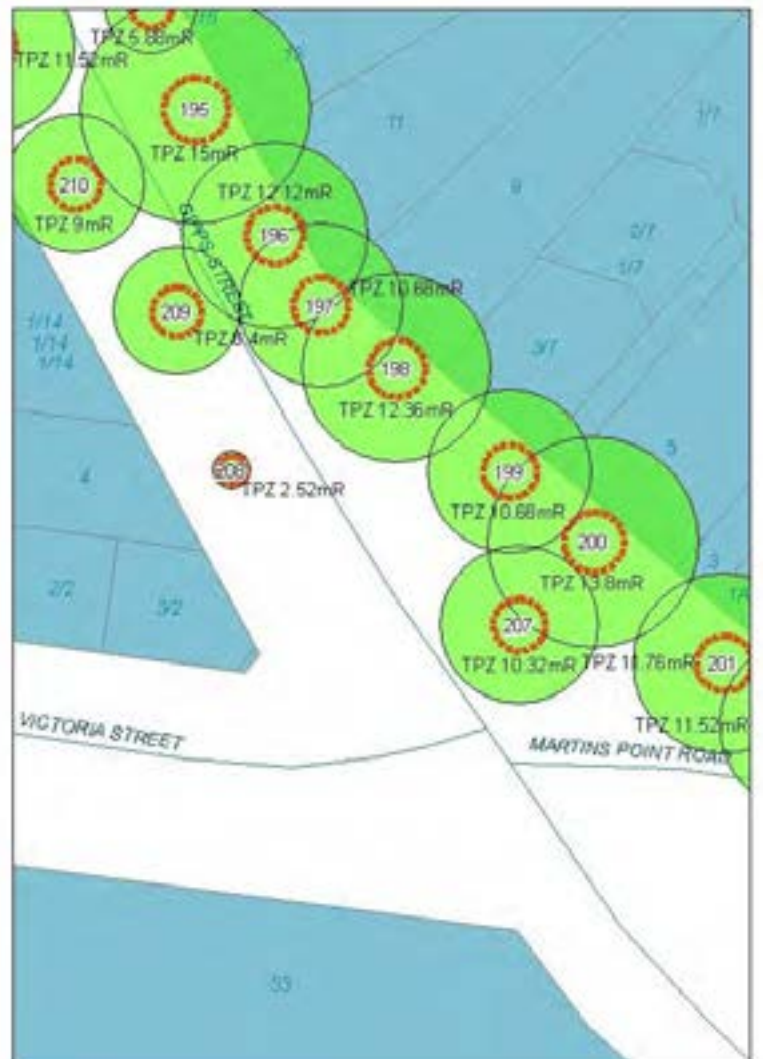 TPZ 5.88mR
TPZ 11.52mR
195
TPZ 15mR
11
1/7
210
TPZ 9mR
TPZ 12.12mR
196
9
GIPPS STREET
2/7
1/7
TPZ 10.68mR
197
209
TPZ 8.4mR
1/14
1/14
1/14
3/7
198
TPZ 12.36mR
5
4
208
TPZ 2.52mR
199
TPZ 10.68mR
200
3
TPZ 13.8mR
2/2
3/2
207
TPZ 10.32mR
TPZ 11.76mR
201
TPZ 11.52mR
VICTORIA STREET
MARTINS POINT ROAD
53